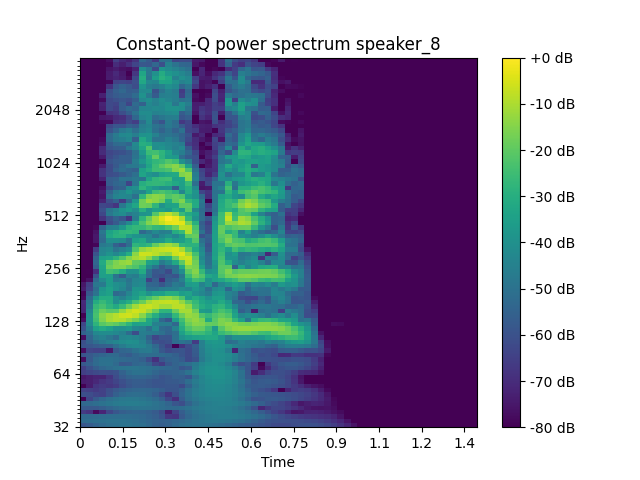 Constant-Q power spectrum speaker_8
Hz
2048
1024
512
256
128
64
32
0 0.15 0.3 0.45 0.6 0.75 0.9 1.1 1.2 1.4
Time
+0 dB
-10 dB
-20 dB
-30 dB
-40 dB
-50 dB
-60 dB
-70 dB
-80 dB